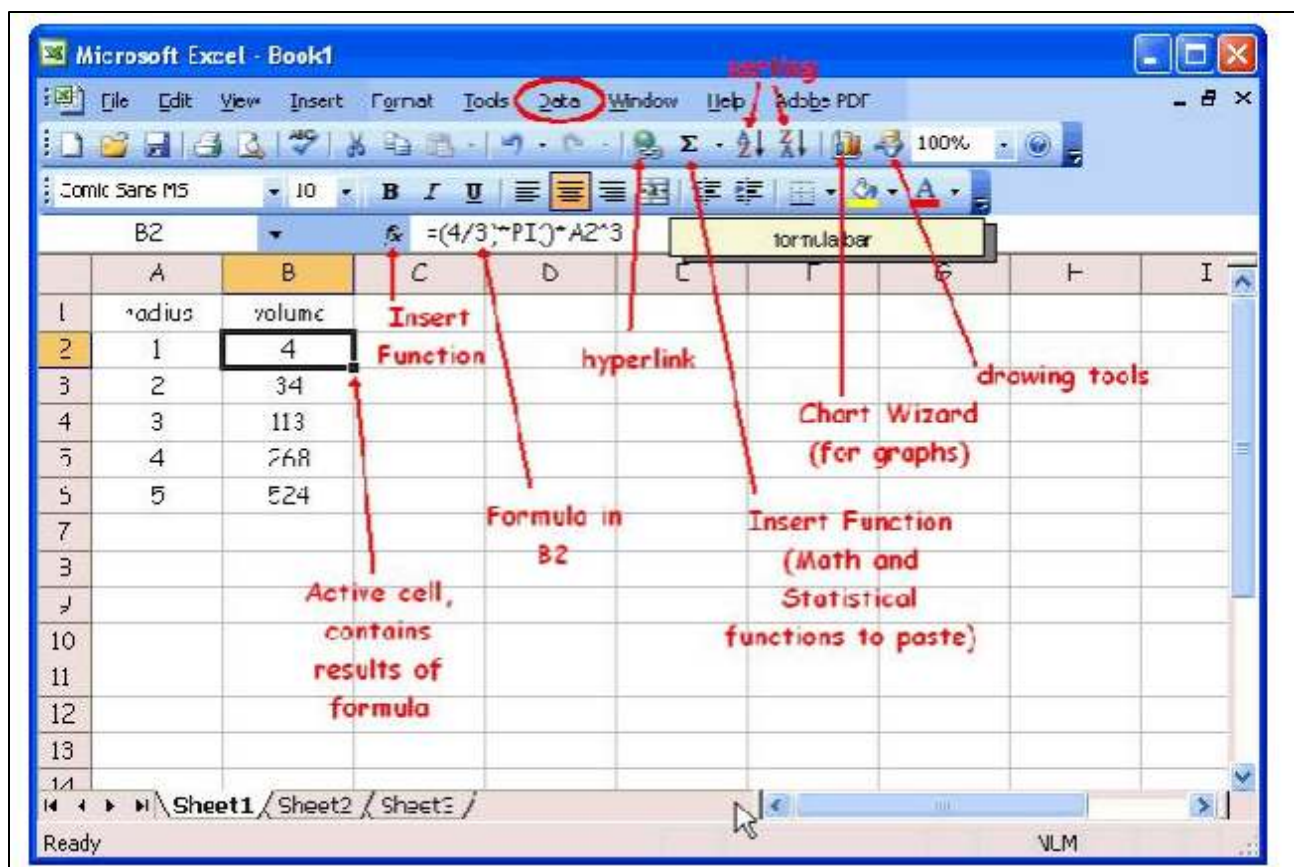 Microsoft Excel - Book1
sorting
File Edit View Insert Format Tools Data Window Help Adobe PDF
ABC Σ A Z Z A 100%
Comic Sans MS 10 B I U A
B2 fx =(4/3)*PI()*A2^3 formula bar
A B C D E F G H I
1 radius volume
2 1 4
3 2 34
4 3 113
5 4 268
6 5 524
7
8
9
10
11
12
13
14
Insert
Function
hyperlink
drawing tools
Chart Wizard
(for graphs)
Formula in
B2
Insert Function
(Math and
Statistical
functions to paste)
Active cell,
contains
results of
formula
Sheet1 Sheet2 Sheet3
Ready NUM